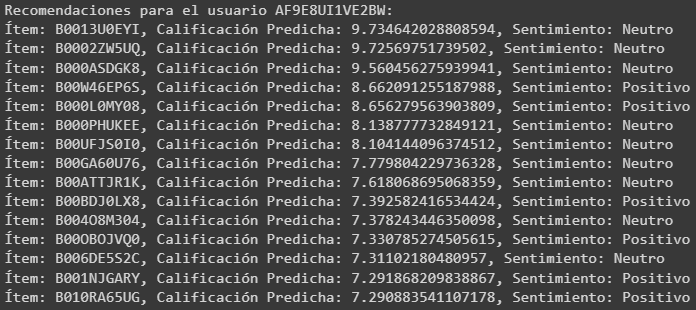 Recomendaciones para el usuario AF9E8UI1VE2BW:
Ítem: B0013U0EYI, Calificación Predicha: 9.734642028808594, Sentimiento: Neutro
Ítem: B0002ZW5UQ, Calificación Predicha: 9.72569751739502, Sentimiento: Neutro
Ítem: B000ASDGK8, Calificación Predicha: 9.560456275939941, Sentimiento: Neutro
Ítem: B00W46EP6S, Calificación Predicha: 8.662091255187988, Sentimiento: Positivo
Ítem: B000L0MY08, Calificación Predicha: 8.656279563903809, Sentimiento: Positivo
Ítem: B000PHUKEE, Calificación Predicha: 8.138777732849121, Sentimiento: Neutro
Ítem: B00UFJS0I0, Calificación Predicha: 8.104144096374512, Sentimiento: Neutro
Ítem: B00GA60U76, Calificación Predicha: 7.779804229736328, Sentimiento: Neutro
Ítem: B00ATTJR1K, Calificación Predicha: 7.618068695068359, Sentimiento: Neutro
Ítem: B00BDJ0LX8, Calificación Predicha: 7.392582416534424, Sentimiento: Positivo
Ítem: B004O8M304, Calificación Predicha: 7.378243446350098, Sentimiento: Neutro
Ítem: B00OBOJVQ0, Calificación Predicha: 7.330785274505615, Sentimiento: Positivo
Ítem: B006DE5S2C, Calificación Predicha: 7.31102180480957, Sentimiento: Neutro
Ítem: B001NJGARY, Calificación Predicha: 7.291868209838867, Sentimiento: Positivo
Ítem: B010RA65UG, Calificación Predicha: 7.290883541107178, Sentimiento: Positivo